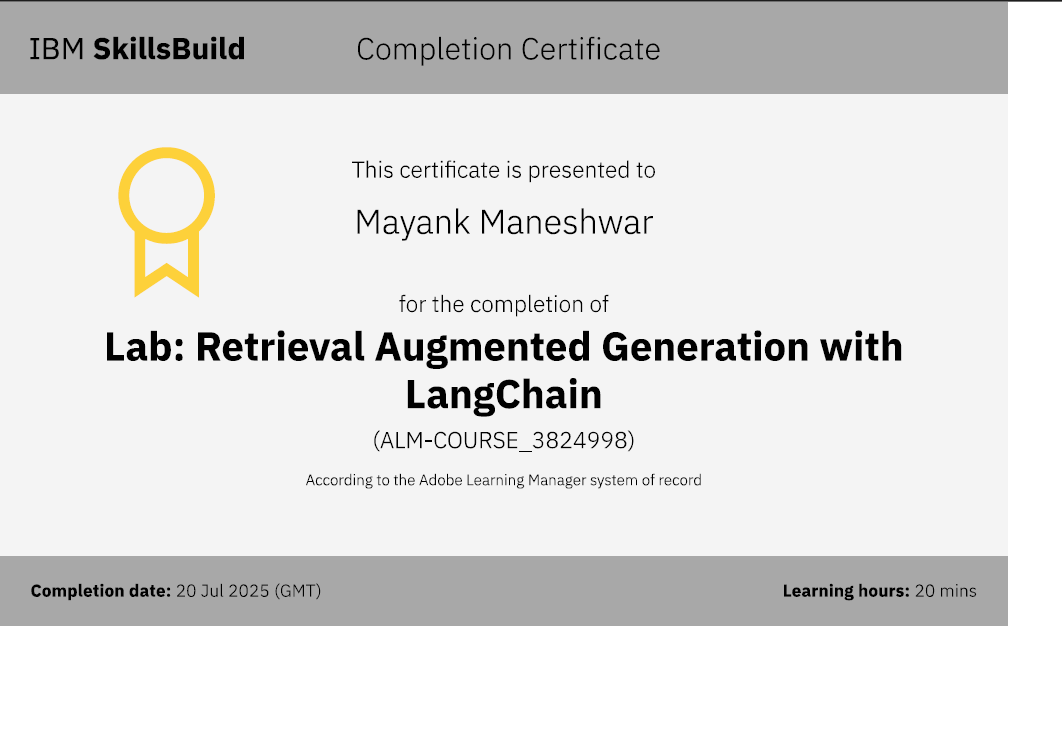 IBM SkillsBuild
Completion Certificate
This certificate is presented to
Mayank Maneshwar
for the completion of
Lab: Retrieval Augmented Generation with
LangChain
(ALM-COURSE_3824998)
According to the Adobe Learning Manager system of record
Completion date: 20 Jul 2025 (GMT)
Learning hours: 20 mins